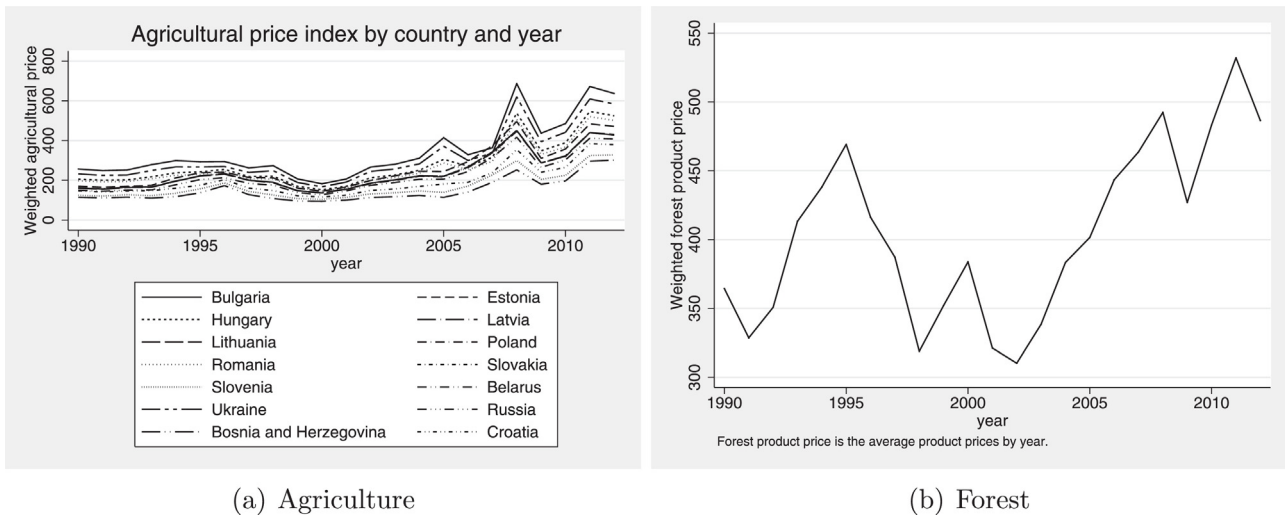 Agricultural price index by country and year
Weighted agricultural price
800
600
400
200
0
1990
1995
2000
2005
2010
year
Bulgaria
Estonia
Hungary
Latvia
Lithuania
Poland
Romania
Slovakia
Slovenia
Belarus
Ukraine
Russia
Bosnia and Herzegovina
Croatia
(a) Agriculture
Weighted forest product price
550
500
450
400
350
300
1990
1995
2000
2005
2010
year
Forest product price is the average product prices by year.
(b) Forest